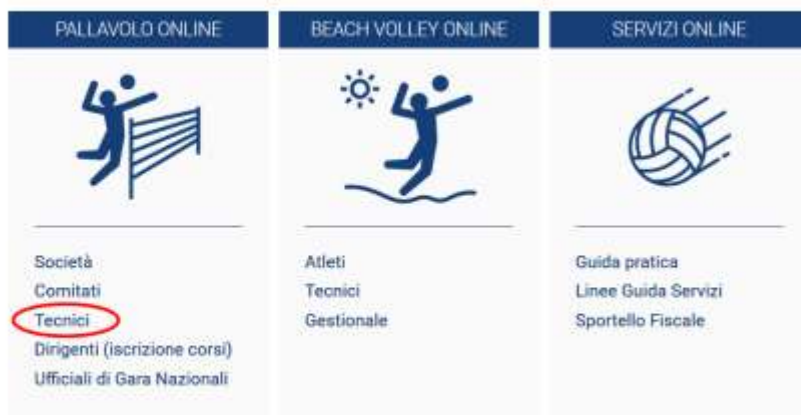 PALLAVOLO ONLINE
Società
Comitati
Tecnici
Dirigenti (iscrizione corsi)
Ufficiali di Gara Nazionali
BEACH VOLLEY ONLINE
Atleti
Tecnici
Gestionale
SERVIZI ONLINE
Guida pratica
Linee Guida Servizi
Sportello Fiscale